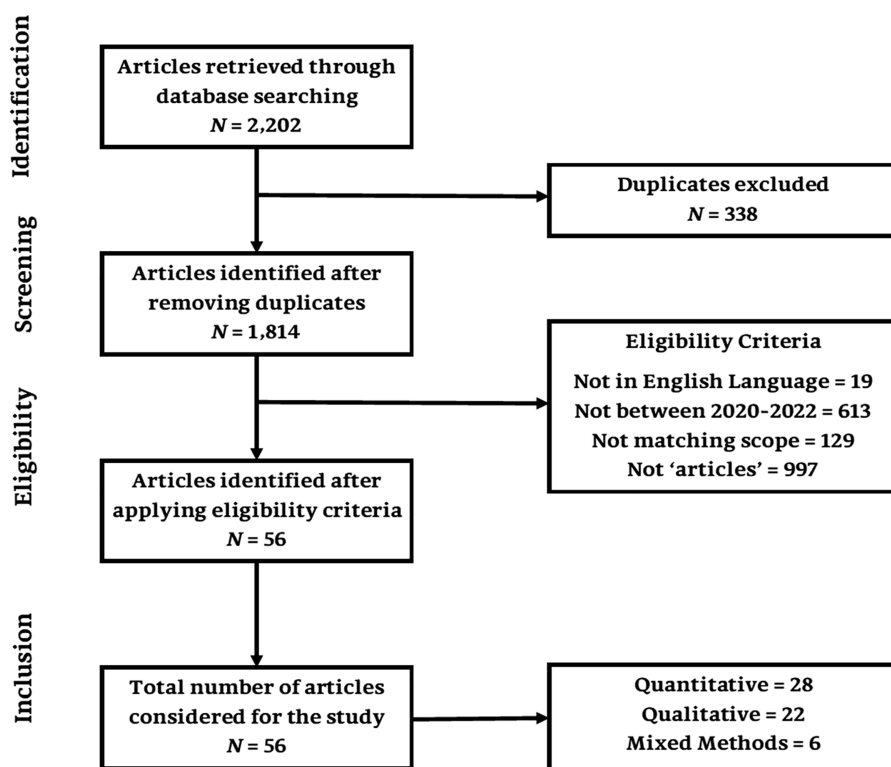 Identification
Articles retrieved through
database searching
N = 2,202
Duplicates excluded
N = 338
Screening
Articles identified after
removing duplicates
N = 1,814
Eligibility Criteria
Not in English Language = 19
Not between 2020-2022 = 613
Not matching scope = 129
Not ‘articles’ = 997
Eligibility
Articles identified after
applying eligibility criteria
N = 56
Inclusion
Total number of articles
considered for the study
N = 56
Quantitative = 28
Qualitative = 22
Mixed Methods = 6